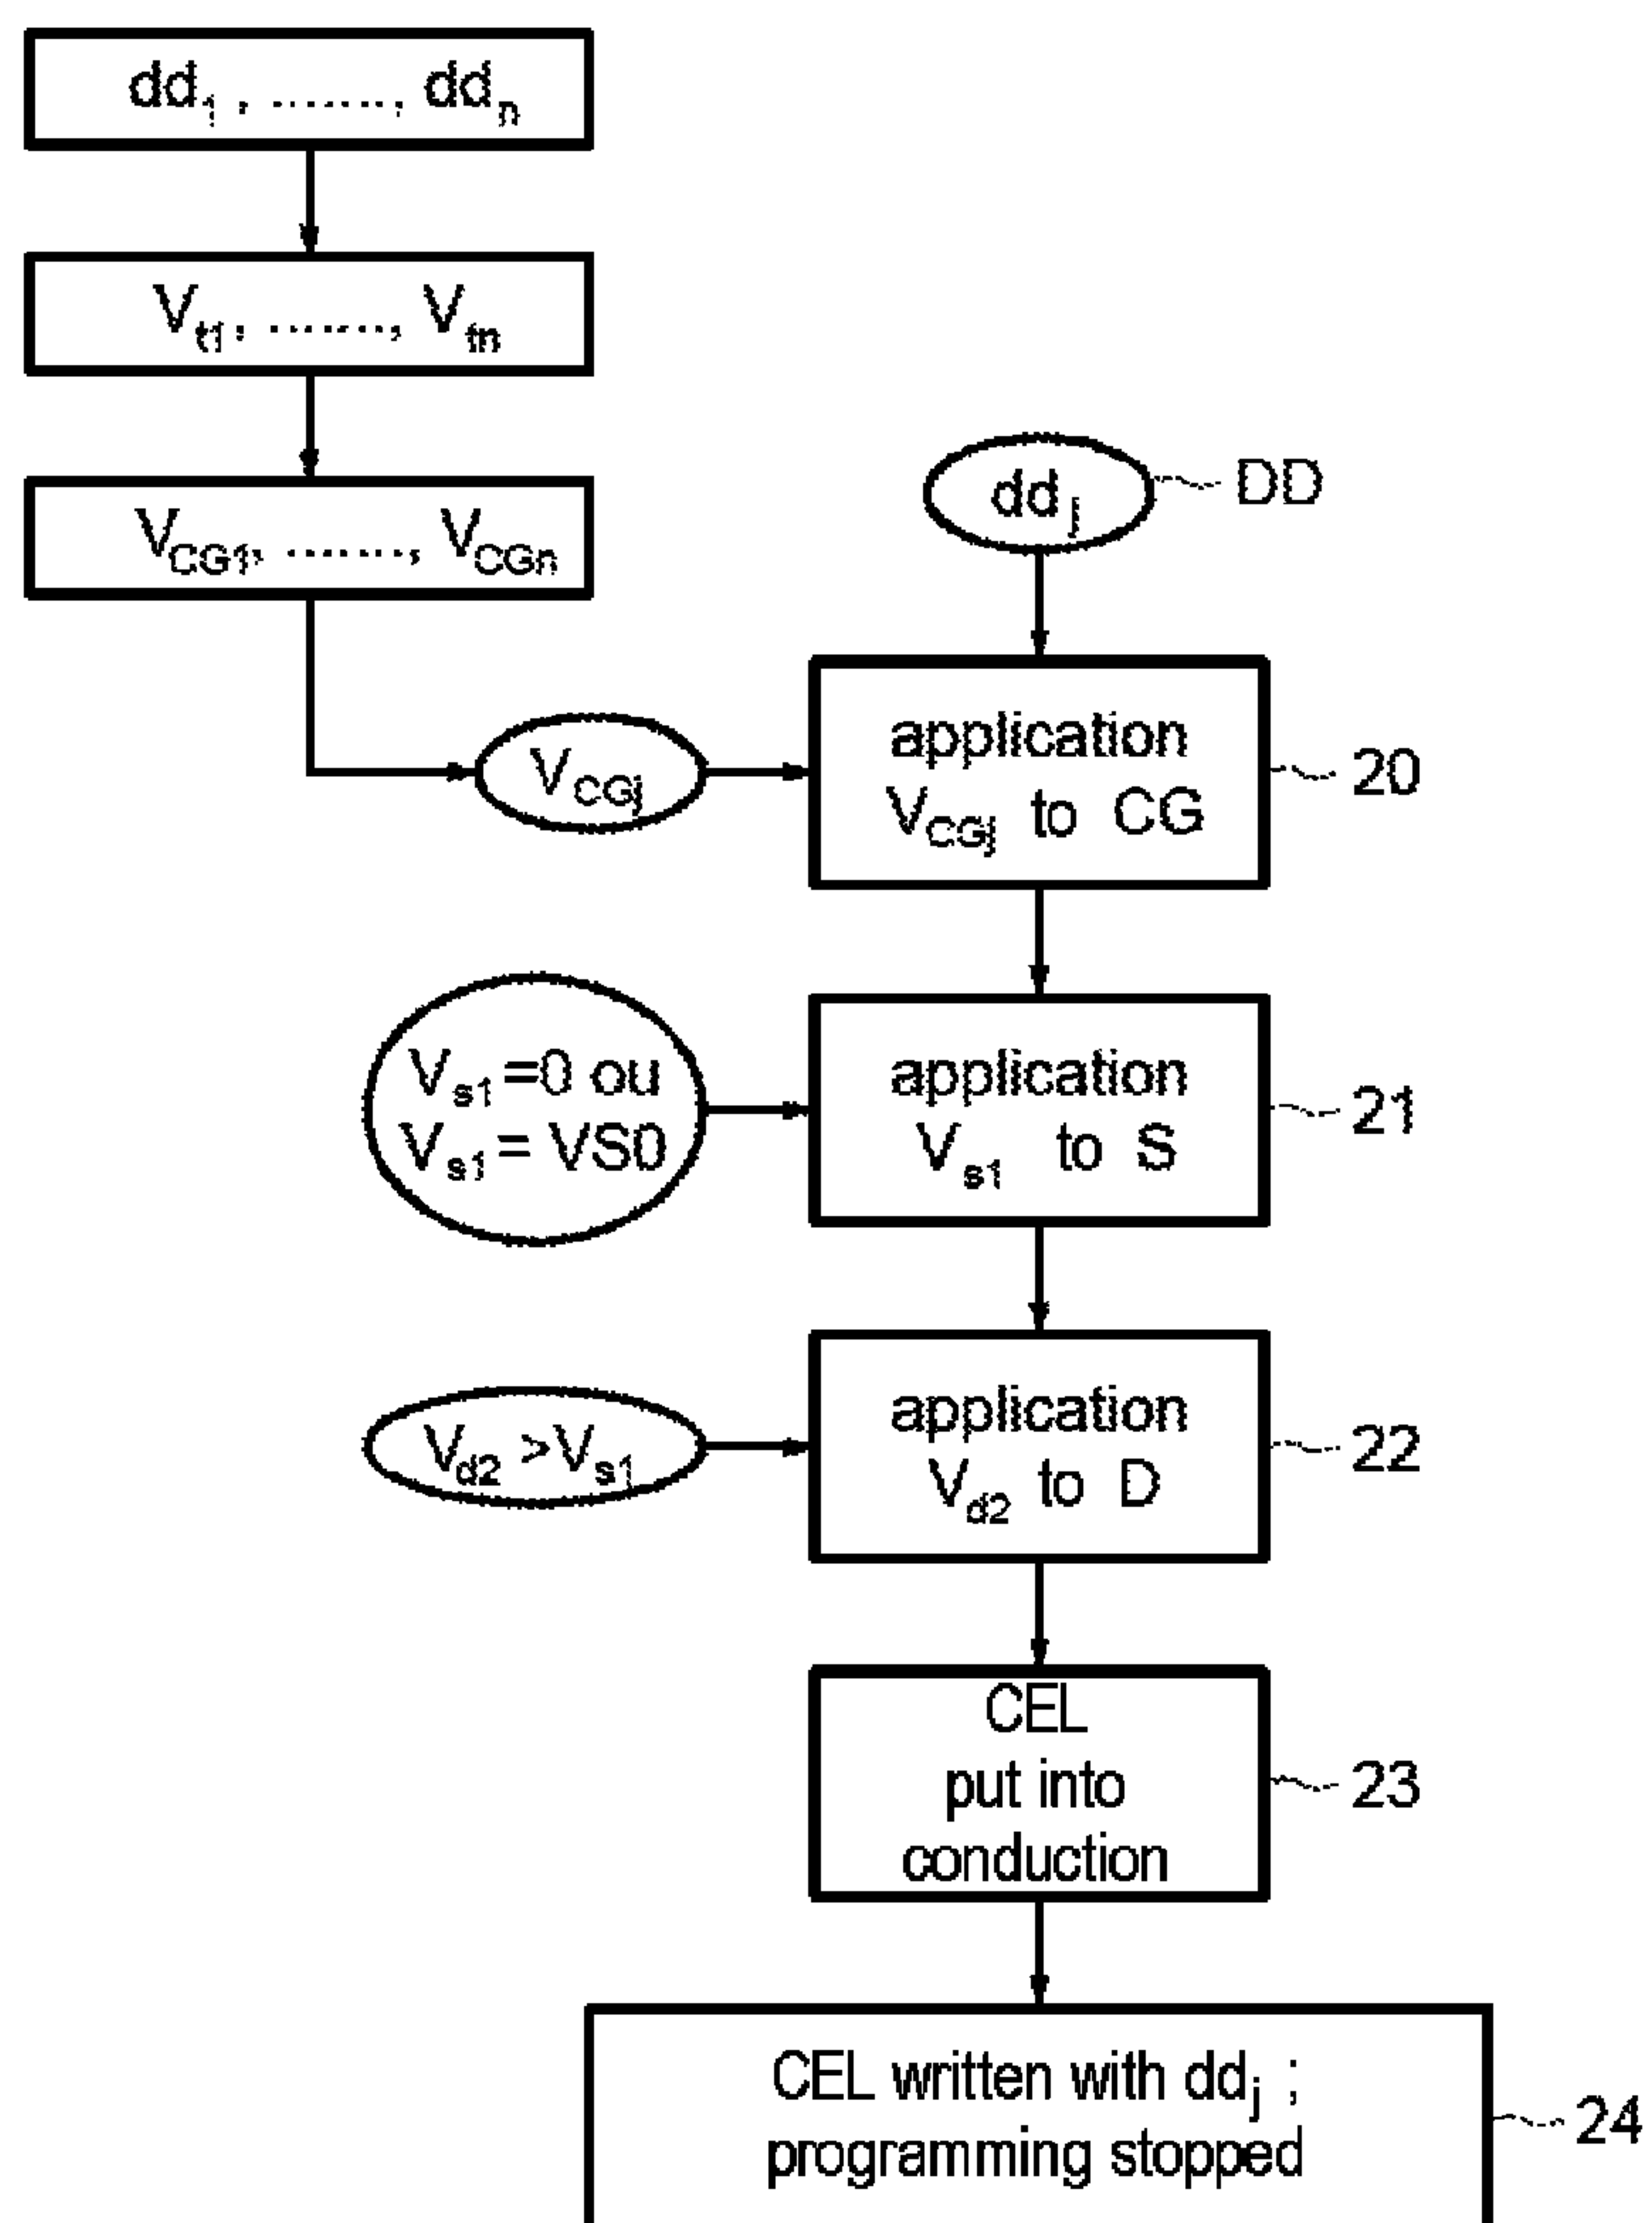 dd1, ........, ddn
Vt1, ........, Vtn
VCG1, ........, VCGn
ddj
DD
VCGj
application
VCGj to CG
20
Vs1=0 ou
Vs1= VS0
application
Vs1 to S
21
Vd2 >Vs1
application
Vd2 to D
22
CEL
put into
conduction
23
CEL written with ddj ;
programming stopped
24